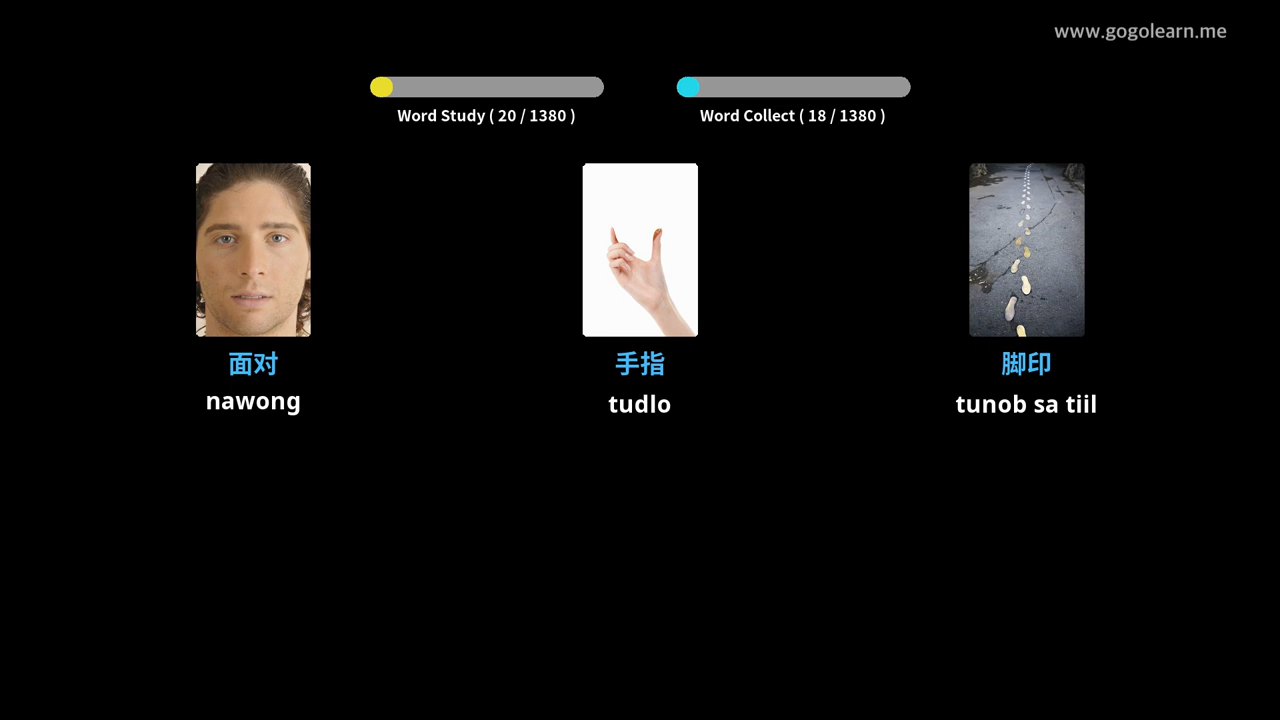 www.gogolearn.me
Word Study ( 20 / 1380 )
Word Collect ( 18 / 1380 )
面对
手指
脚印
nawong
tudlo
tunob sa tiil